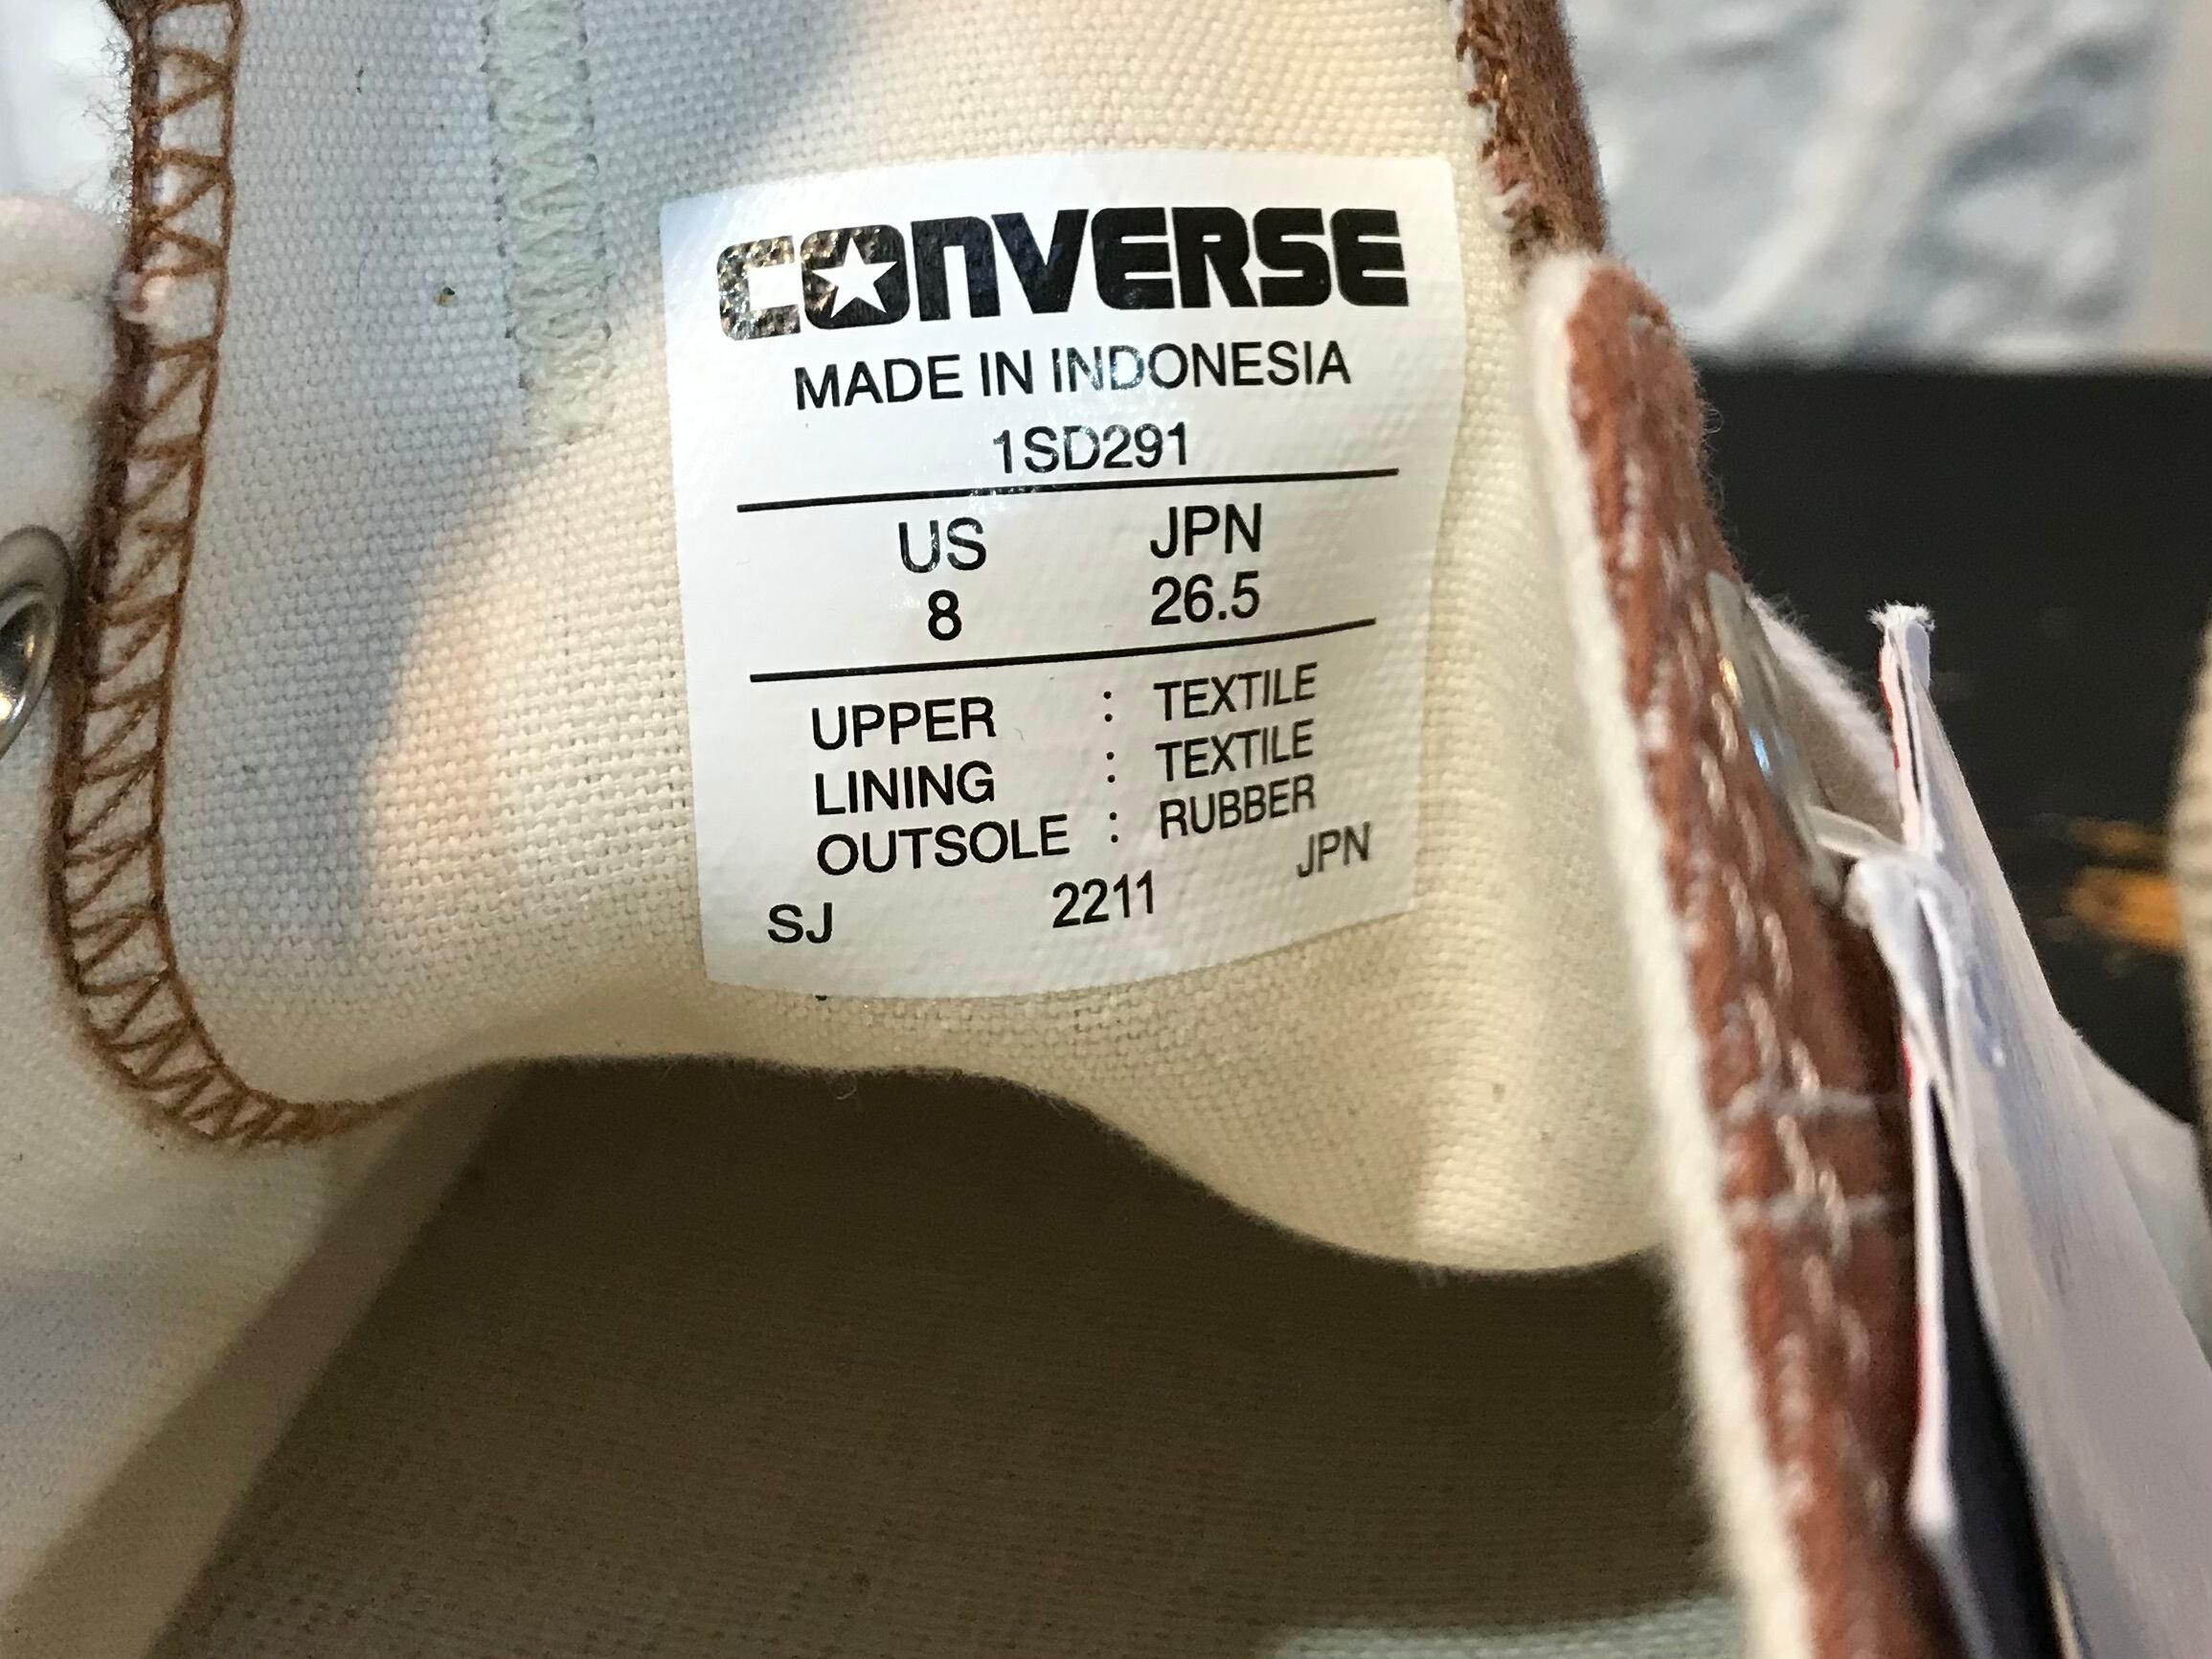 CONVERSE
MADE IN INDONESIA
1SD291
US JPN
8 26.5
UPPER : TEXTILE
LINING : TEXTILE
OUTSOLE : RUBBER
SJ 2211 JPN